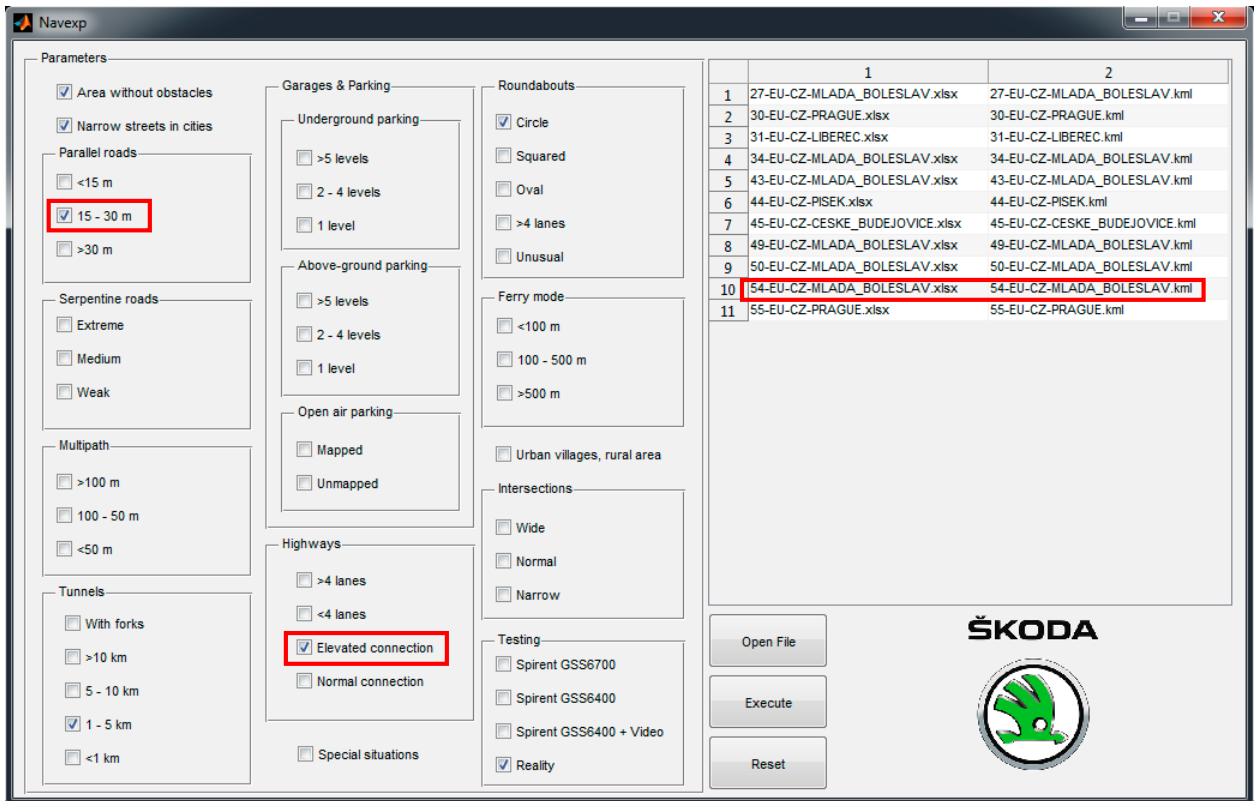 Navexp
Parameters
Area without obstacles
Narrow streets in cities
Parallel roads
<15 m
15 - 30 m
>30 m
Serpentine roads
Extreme
Medium
Weak
Multipath
>100 m
100 - 50 m
<50 m
Tunnels
With forks
>10 km
5 - 10 km
1 - 5 km
<1 km
Garages & Parking
Underground parking
>5 levels
2 - 4 levels
1 level
Above-ground parking
>5 levels
2 - 4 levels
1 level
Open air parking
Mapped
Unmapped
Highways
>4 lanes
<4 lanes
Elevated connection
Normal connection
Special situations
Roundabouts
Circle
Squared
Oval
>4 lanes
Unusual
Ferry mode
<100 m
100 - 500 m
>500 m
Urban villages, rural area
Intersections
Wide
Normal
Narrow
Testing
Spirent GSS6700
Spirent GSS6400
Spirent GSS6400 + Video
Reality
1 2
1 27-EU-CZ-MLADA_BOLESLAV.xlsx 27-EU-CZ-MLADA_BOLESLAV.kml
2 30-EU-CZ-PRAGUE.xlsx 30-EU-CZ-PRAGUE.kml
3 31-EU-CZ-LIBEREC.xlsx 31-EU-CZ-LIBEREC.kml
4 34-EU-CZ-MLADA_BOLESLAV.xlsx 34-EU-CZ-MLADA_BOLESLAV.kml
5 43-EU-CZ-MLADA_BOLESLAV.xlsx 43-EU-CZ-MLADA_BOLESLAV.kml
6 44-EU-CZ-PISEK.xlsx 44-EU-CZ-PISEK.kml
7 45-EU-CZ-CESKE_BUDEJOVICE.xlsx 45-EU-CZ-CESKE_BUDEJOVICE.kml
8 49-EU-CZ-MLADA_BOLESLAV.xlsx 49-EU-CZ-MLADA_BOLESLAV.kml
9 50-EU-CZ-MLADA_BOLESLAV.xlsx 50-EU-CZ-MLADA_BOLESLAV.kml
10 54-EU-CZ-MLADA_BOLESLAV.xlsx 54-EU-CZ-MLADA_BOLESLAV.kml
11 55-EU-CZ-PRAGUE.xlsx 55-EU-CZ-PRAGUE.kml
Open File
Execute
Reset
ŠKODA